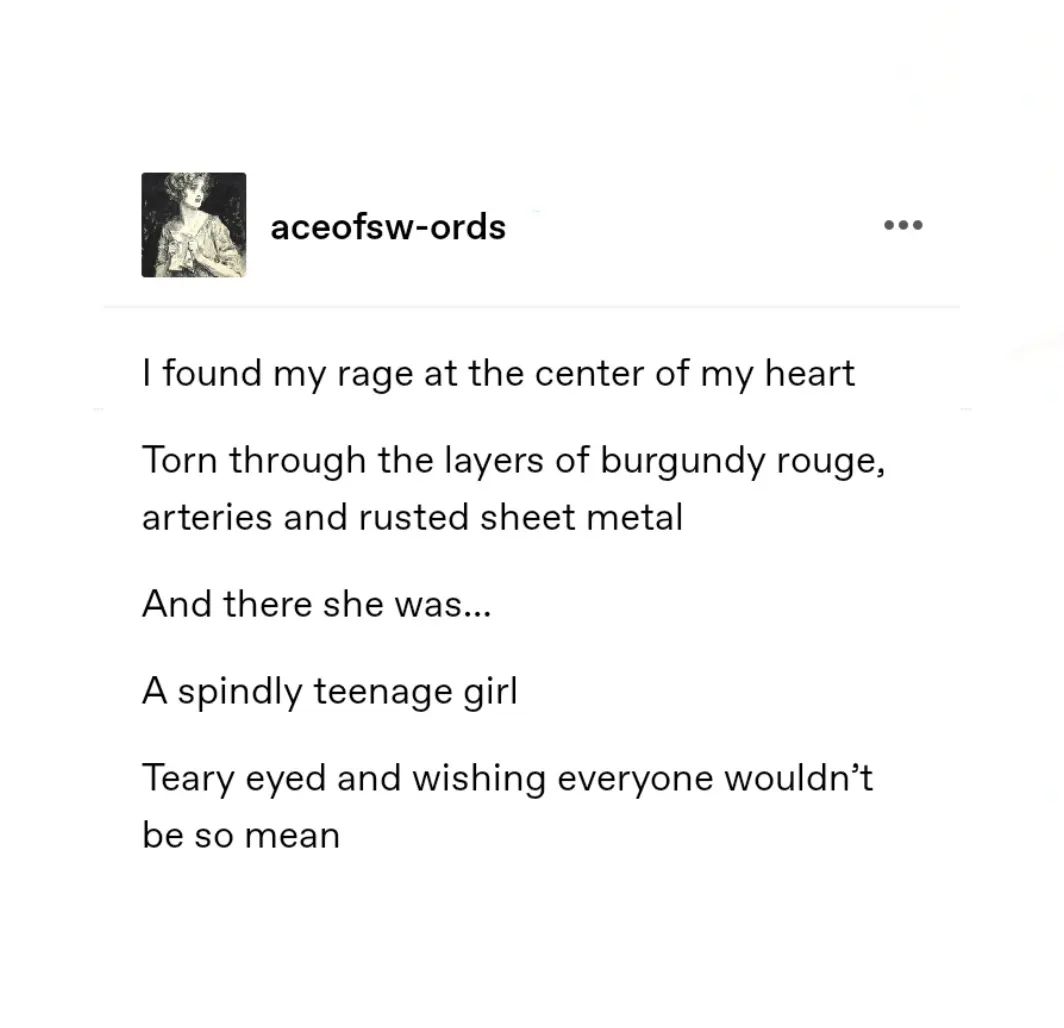 aceofsw-ords
I found my rage at the center of my heart
Torn through the layers of burgundy rouge,
arteries and rusted sheet metal
And there she was...
A spindly teenage girl
Teary eyed and wishing everyone wouldn’t
be so mean